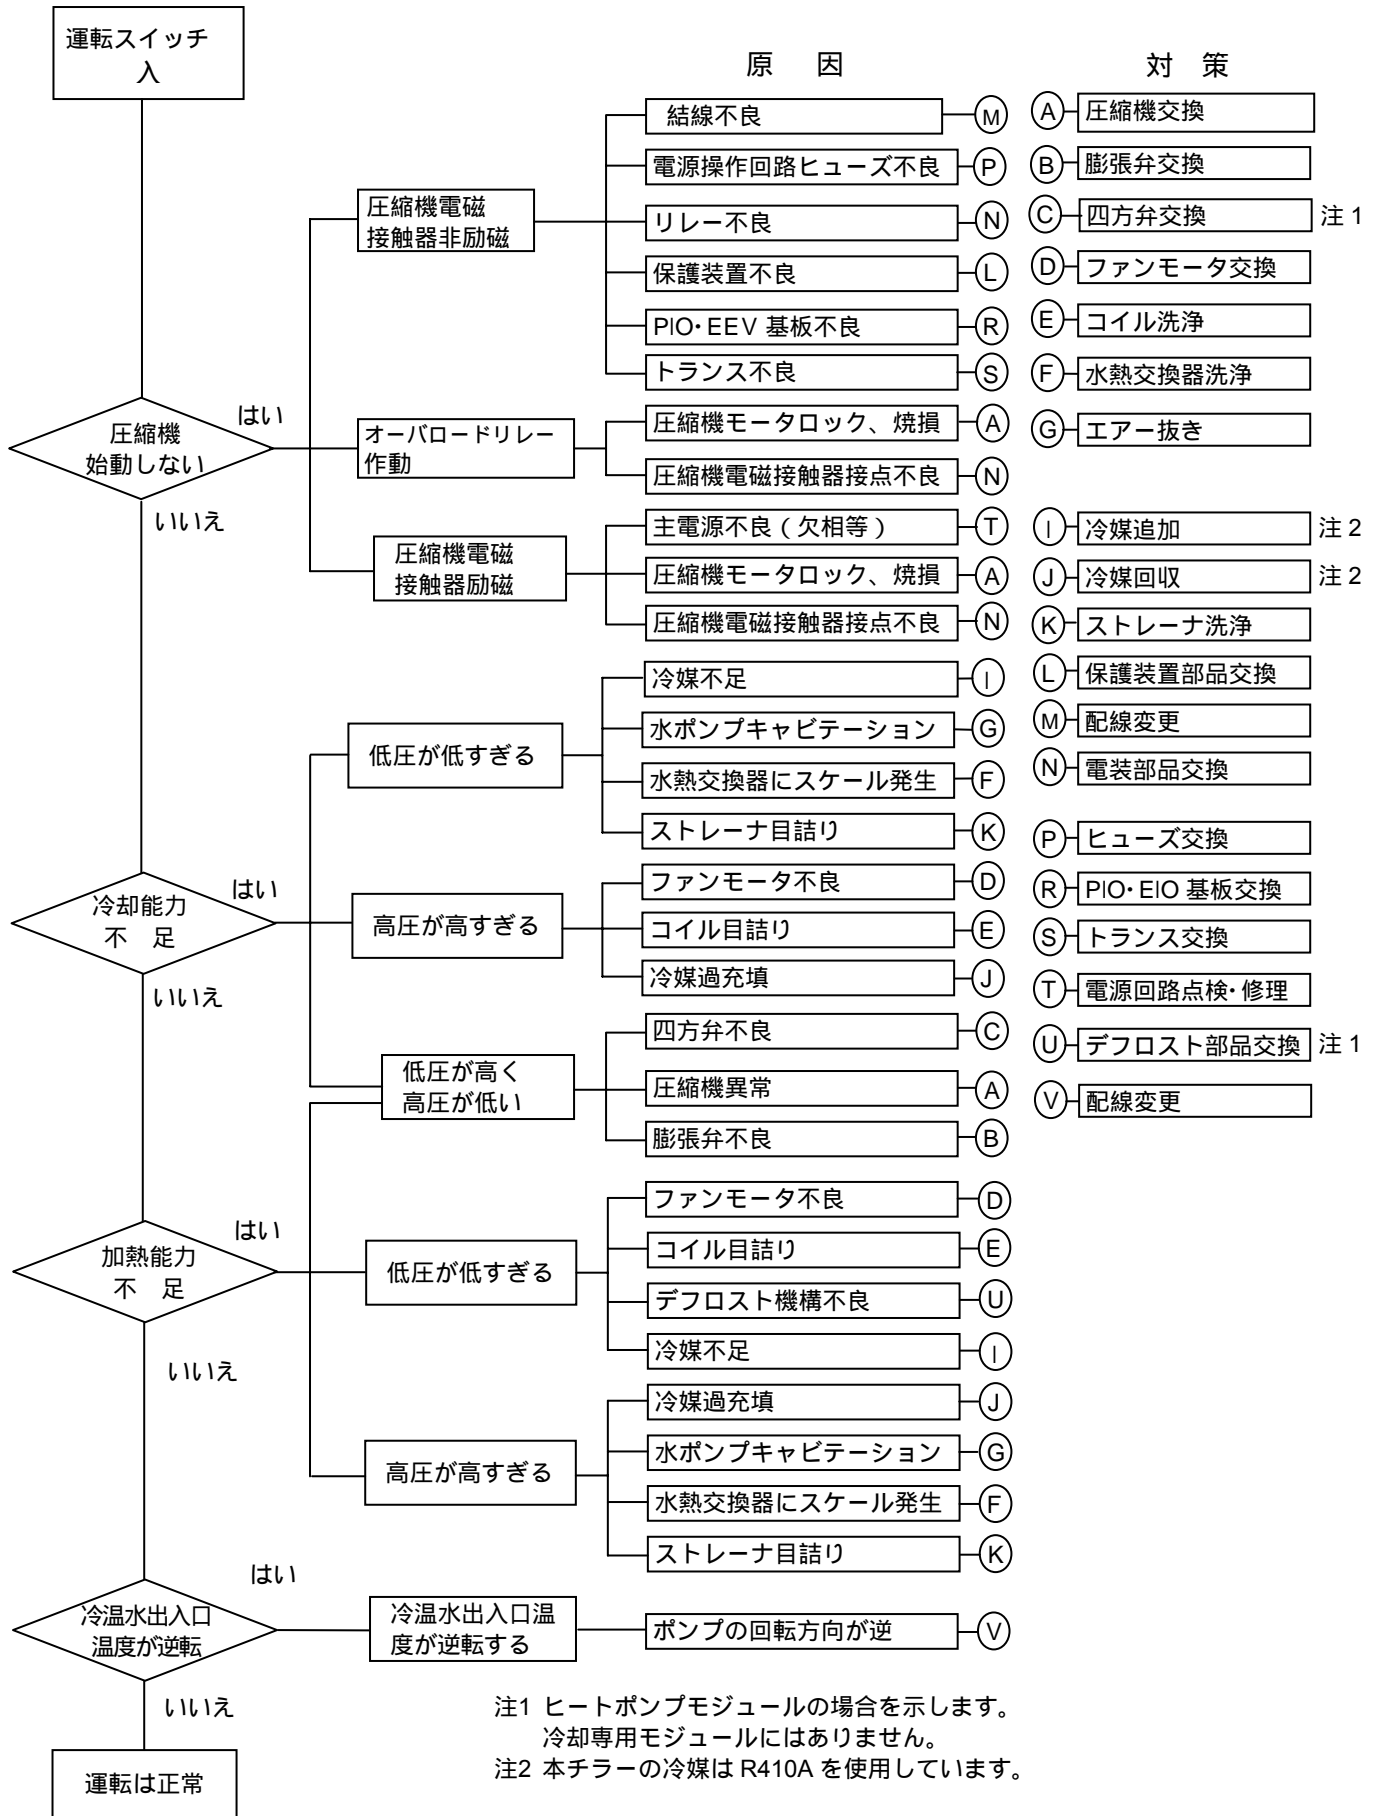 運転スイッチ
入
原　因
対　策
結線不良
M
A
圧縮機交換
電源操作回路ヒューズ不良
P
B
膨張弁交換
圧縮機電磁
接触器非励磁
リレー不良
N
C
四方弁交換
注 1
保護装置不良
L
D
ファンモータ交換
PIO･EEV 基板不良
R
E
コイル洗浄
トランス不良
S
F
水熱交換器洗浄
圧縮機
始動しない
はい
いいえ
オーバロードリレー
作動
圧縮機モータロック、焼損
A
G
エアー抜き
圧縮機電磁接触器接点不良
N
圧縮機電磁
接触器励磁
主電源不良（欠相等）
T
I
冷媒追加
注 2
圧縮機モータロック、焼損
A
J
冷媒回収
注 2
圧縮機電磁接触器接点不良
N
K
ストレーナ洗浄
冷媒不足
I
L
保護装置部品交換
低圧が低すぎる
水ポンプキャビテーション
G
M
配線変更
水熱交換器にスケール発生
F
N
電装部品交換
ストレーナ目詰り
K
P
ヒューズ交換
冷却能力
不　足
はい
いいえ
高圧が高すぎる
ファンモータ不良
D
R
PIO･EIO 基板交換
コイル目詰り
E
S
トランス交換
冷媒過充填
J
T
電源回路点検･修理
低圧が高く
高圧が低い
四方弁不良
C
U
デフロスト部品交換
注 1
圧縮機異常
A
V
配線変更
膨張弁不良
B
加熱能力
不　足
はい
いいえ
低圧が低すぎる
ファンモータ不良
D
コイル目詰り
E
デフロスト機構不良
U
冷媒不足
I
高圧が高すぎる
冷媒過充填
J
水ポンプキャビテーション
G
水熱交換器にスケール発生
F
ストレーナ目詰り
K
冷温水出入口
温度が逆転
はい
いいえ
冷温水出入口温
度が逆転する
ポンプの回転方向が逆
V
運転は正常
注1 ヒートポンプモジュールの場合を示します。
冷却専用モジュールにはありません。
注2 本チラーの冷媒は R410A を使用しています。